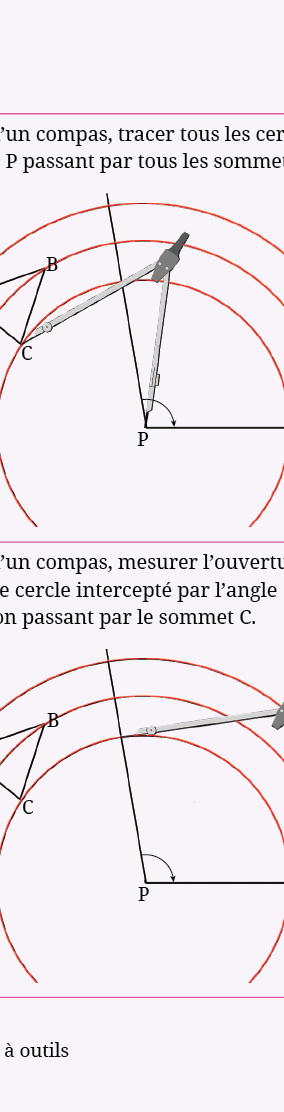 ’un compas, tracer tous les cer
P passant par tous les sommet
B
C
P
’un compas, mesurer l’ouvertu
e cercle intercepté par l’angle
on passant par le sommet C.
B
C
P
à outils